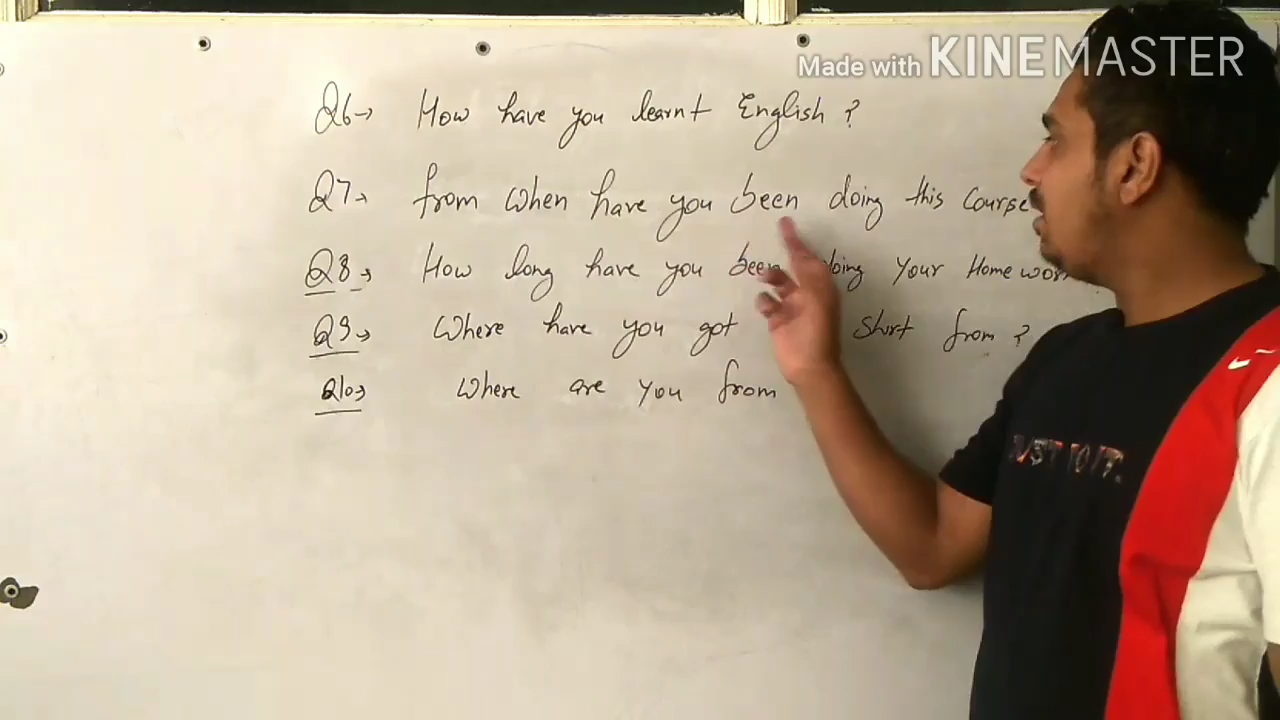 Made with KINEMASTER
Q6→ How have you learnt English ?
Q7→ from when have you been doing this Course
Q8→ How long have you been doing your Home work
Q9→ Where have you got shirt from ?
Q10→ Where are you from
JUST DO IT.